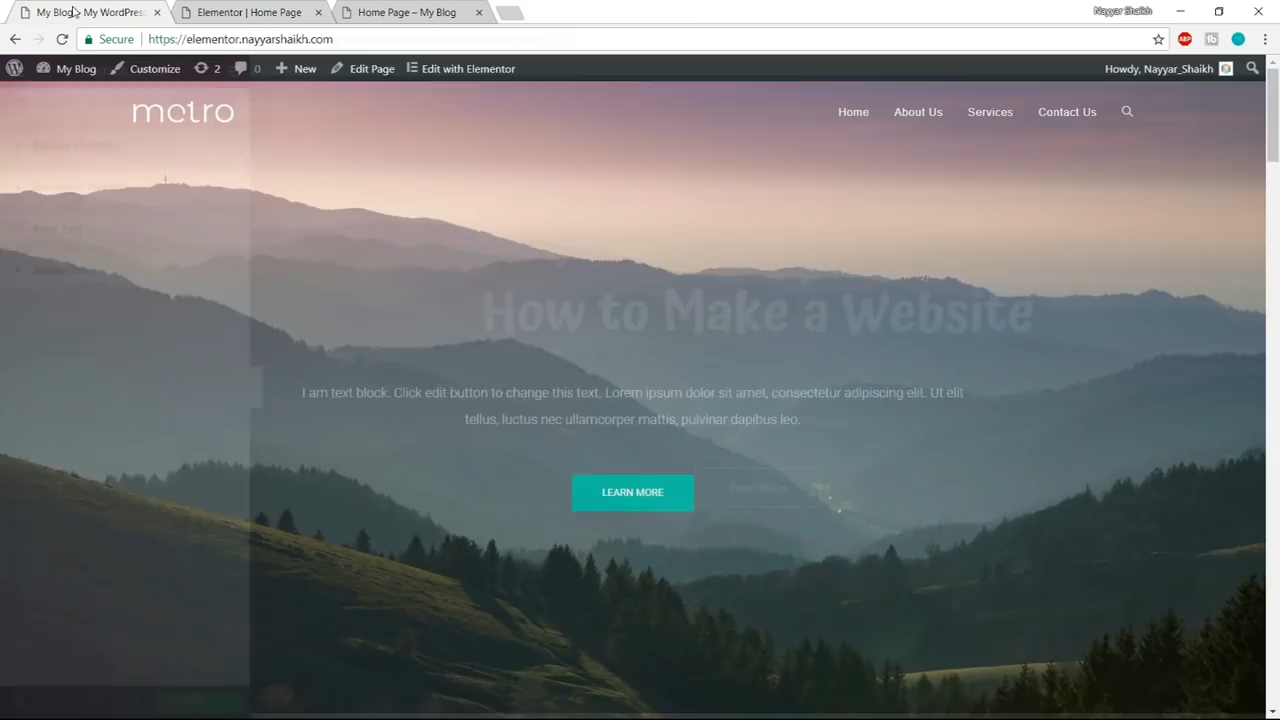 My Blog – My WordPress
Elementor | Home Page
Home Page – My Blog
Nayyar Shaikh
Secure
https://elementor.nayyarshaikh.com
ABP
My Blog
Customize
2
0
New
Edit Page
Edit with Elementor
Howdy, Nayyar_Shaikh
metro
Home
About Us
Services
Contact Us
How to Make a Website
I am text block. Click edit button to change this text. Lorem ipsum dolor sit amet, consectetur adipiscing elit. Ut elit
tellus, luctus nec ullamcorper mattis, pulvinar dapibus leo.
LEARN MORE